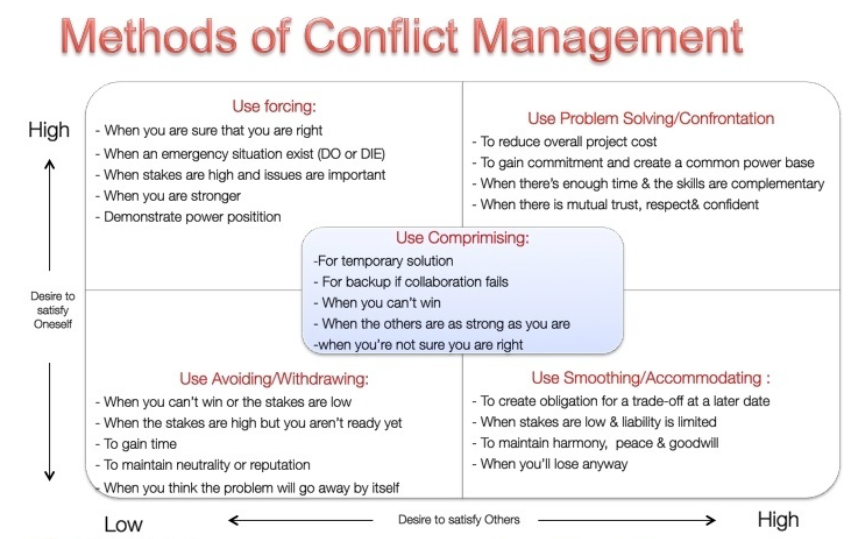 Methods of Conflict Management
High
Use forcing:
- When you are sure that you are right
- When an emergency situation exist (DO or DIE)
- When stakes are high and issues are important
- When you are stronger
- Demonstrate power positition
Use Problem Solving/Confrontation
- To reduce overall project cost
- To gain commitment and create a common power base
- When there's enough time & the skills are complementary
- When there is mutual trust, respect& confident
Use Comprimising:
-For temporary solution
- For backup if collaboration fails
- When you can't win
- When the others are as strong as you are
-when you're not sure you are right
Desire to
satisfy
Oneself
Use Avoiding/Withdrawing:
- When you can't win or the stakes are low
- When the stakes are high but you aren't ready yet
- To gain time
- To maintain neutrality or reputation
- When you think the problem will go away by itself
Use Smoothing/Accommodating :
- To create obligation for a trade-off at a later date
- When stakes are low & liability is limited
- To maintain harmony, peace & goodwill
- When you'll lose anyway
Low
Desire to satisfy Others
High